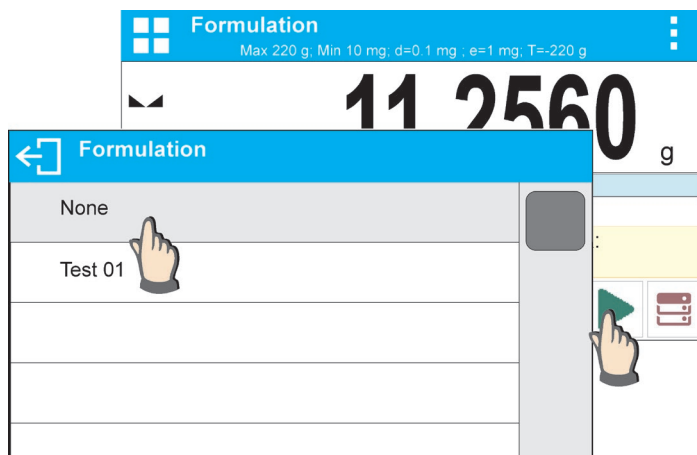 Formulation
Max 220 g; Min 10 mg; d=0.1 mg ; e=1 mg; T=-220 g
11.2560 g
Formulation
None
:
Test 01